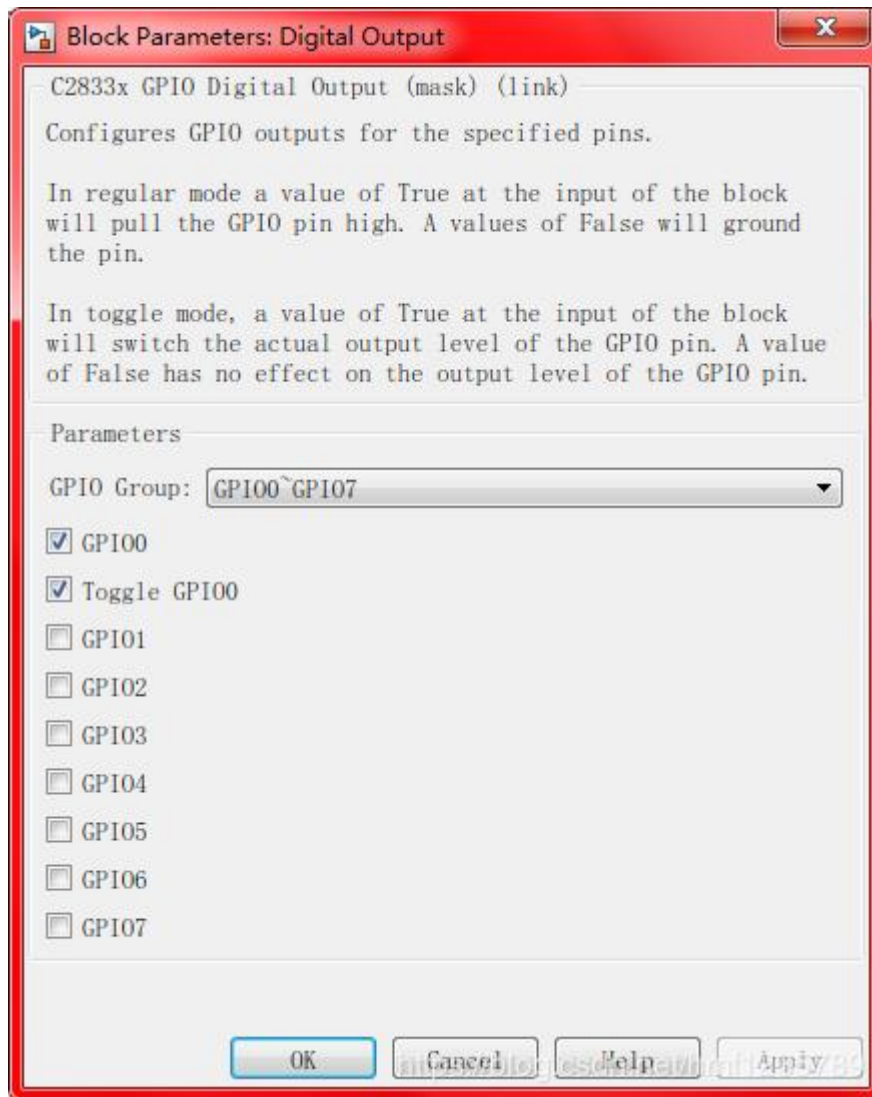 Block Parameters: Digital Output
C2833x GPIO Digital Output (mask) (link)
Configures GPIO outputs for the specified pins.
In regular mode a value of True at the input of the block
will pull the GPIO pin high. A values of False will ground
the pin.
In toggle mode, a value of True at the input of the block
will switch the actual output level of the GPIO pin. A value
of False has no effect on the output level of the GPIO pin.
Parameters
GPIO Group: GPIO0~GPIO7
GPIO0
Toggle GPIO0
GPIO1
GPIO2
GPIO3
GPIO4
GPIO5
GPIO6
GPIO7
OK Cancel Help Apply